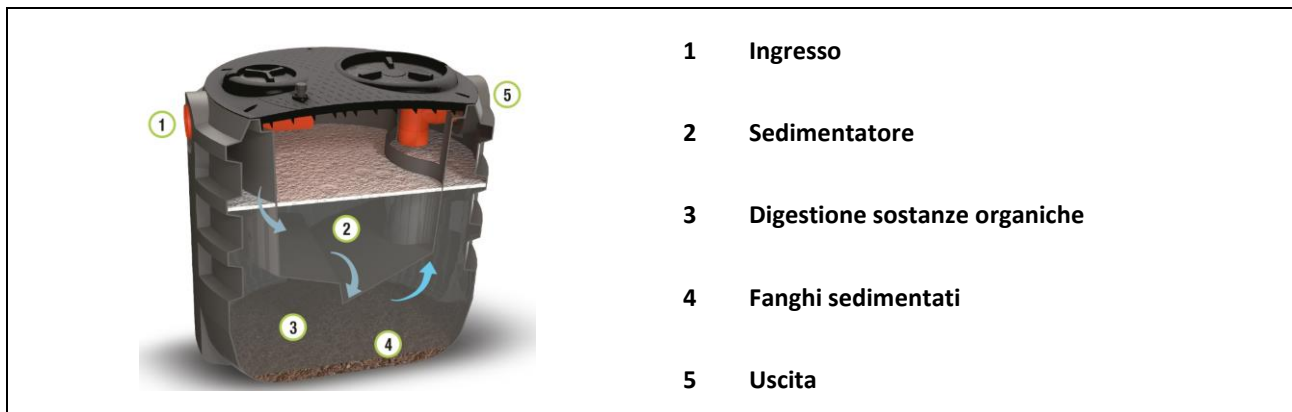 1 Ingresso
2 Sedimentatore
3 Digestione sostanze organiche
4 Fanghi sedimentati
5 Uscita
1
5
2
3
4